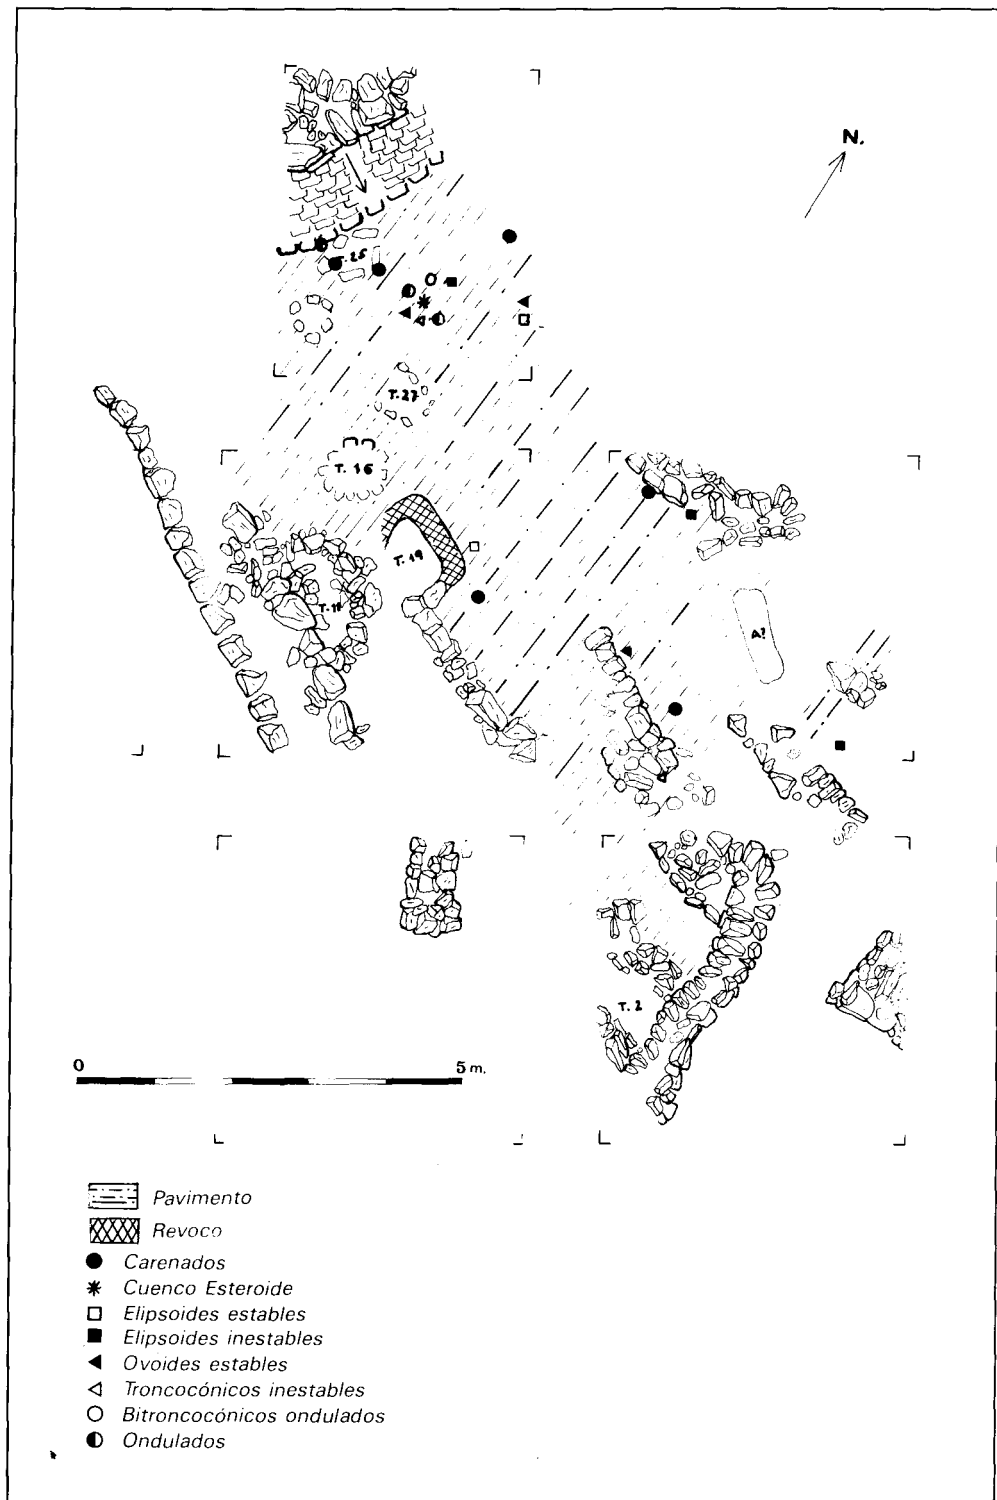 N.
T. 25
T. 27
T. 16
T. 19
T. 2
A?
0 5 m.
Pavimento
Revoco
Carenados
Cuenco Esteroide
Elipsoides estables
Elipsoides inestables
Ovoides estables
Troncocónicos inestables
Bitroncocónicos ondulados
Ondulados